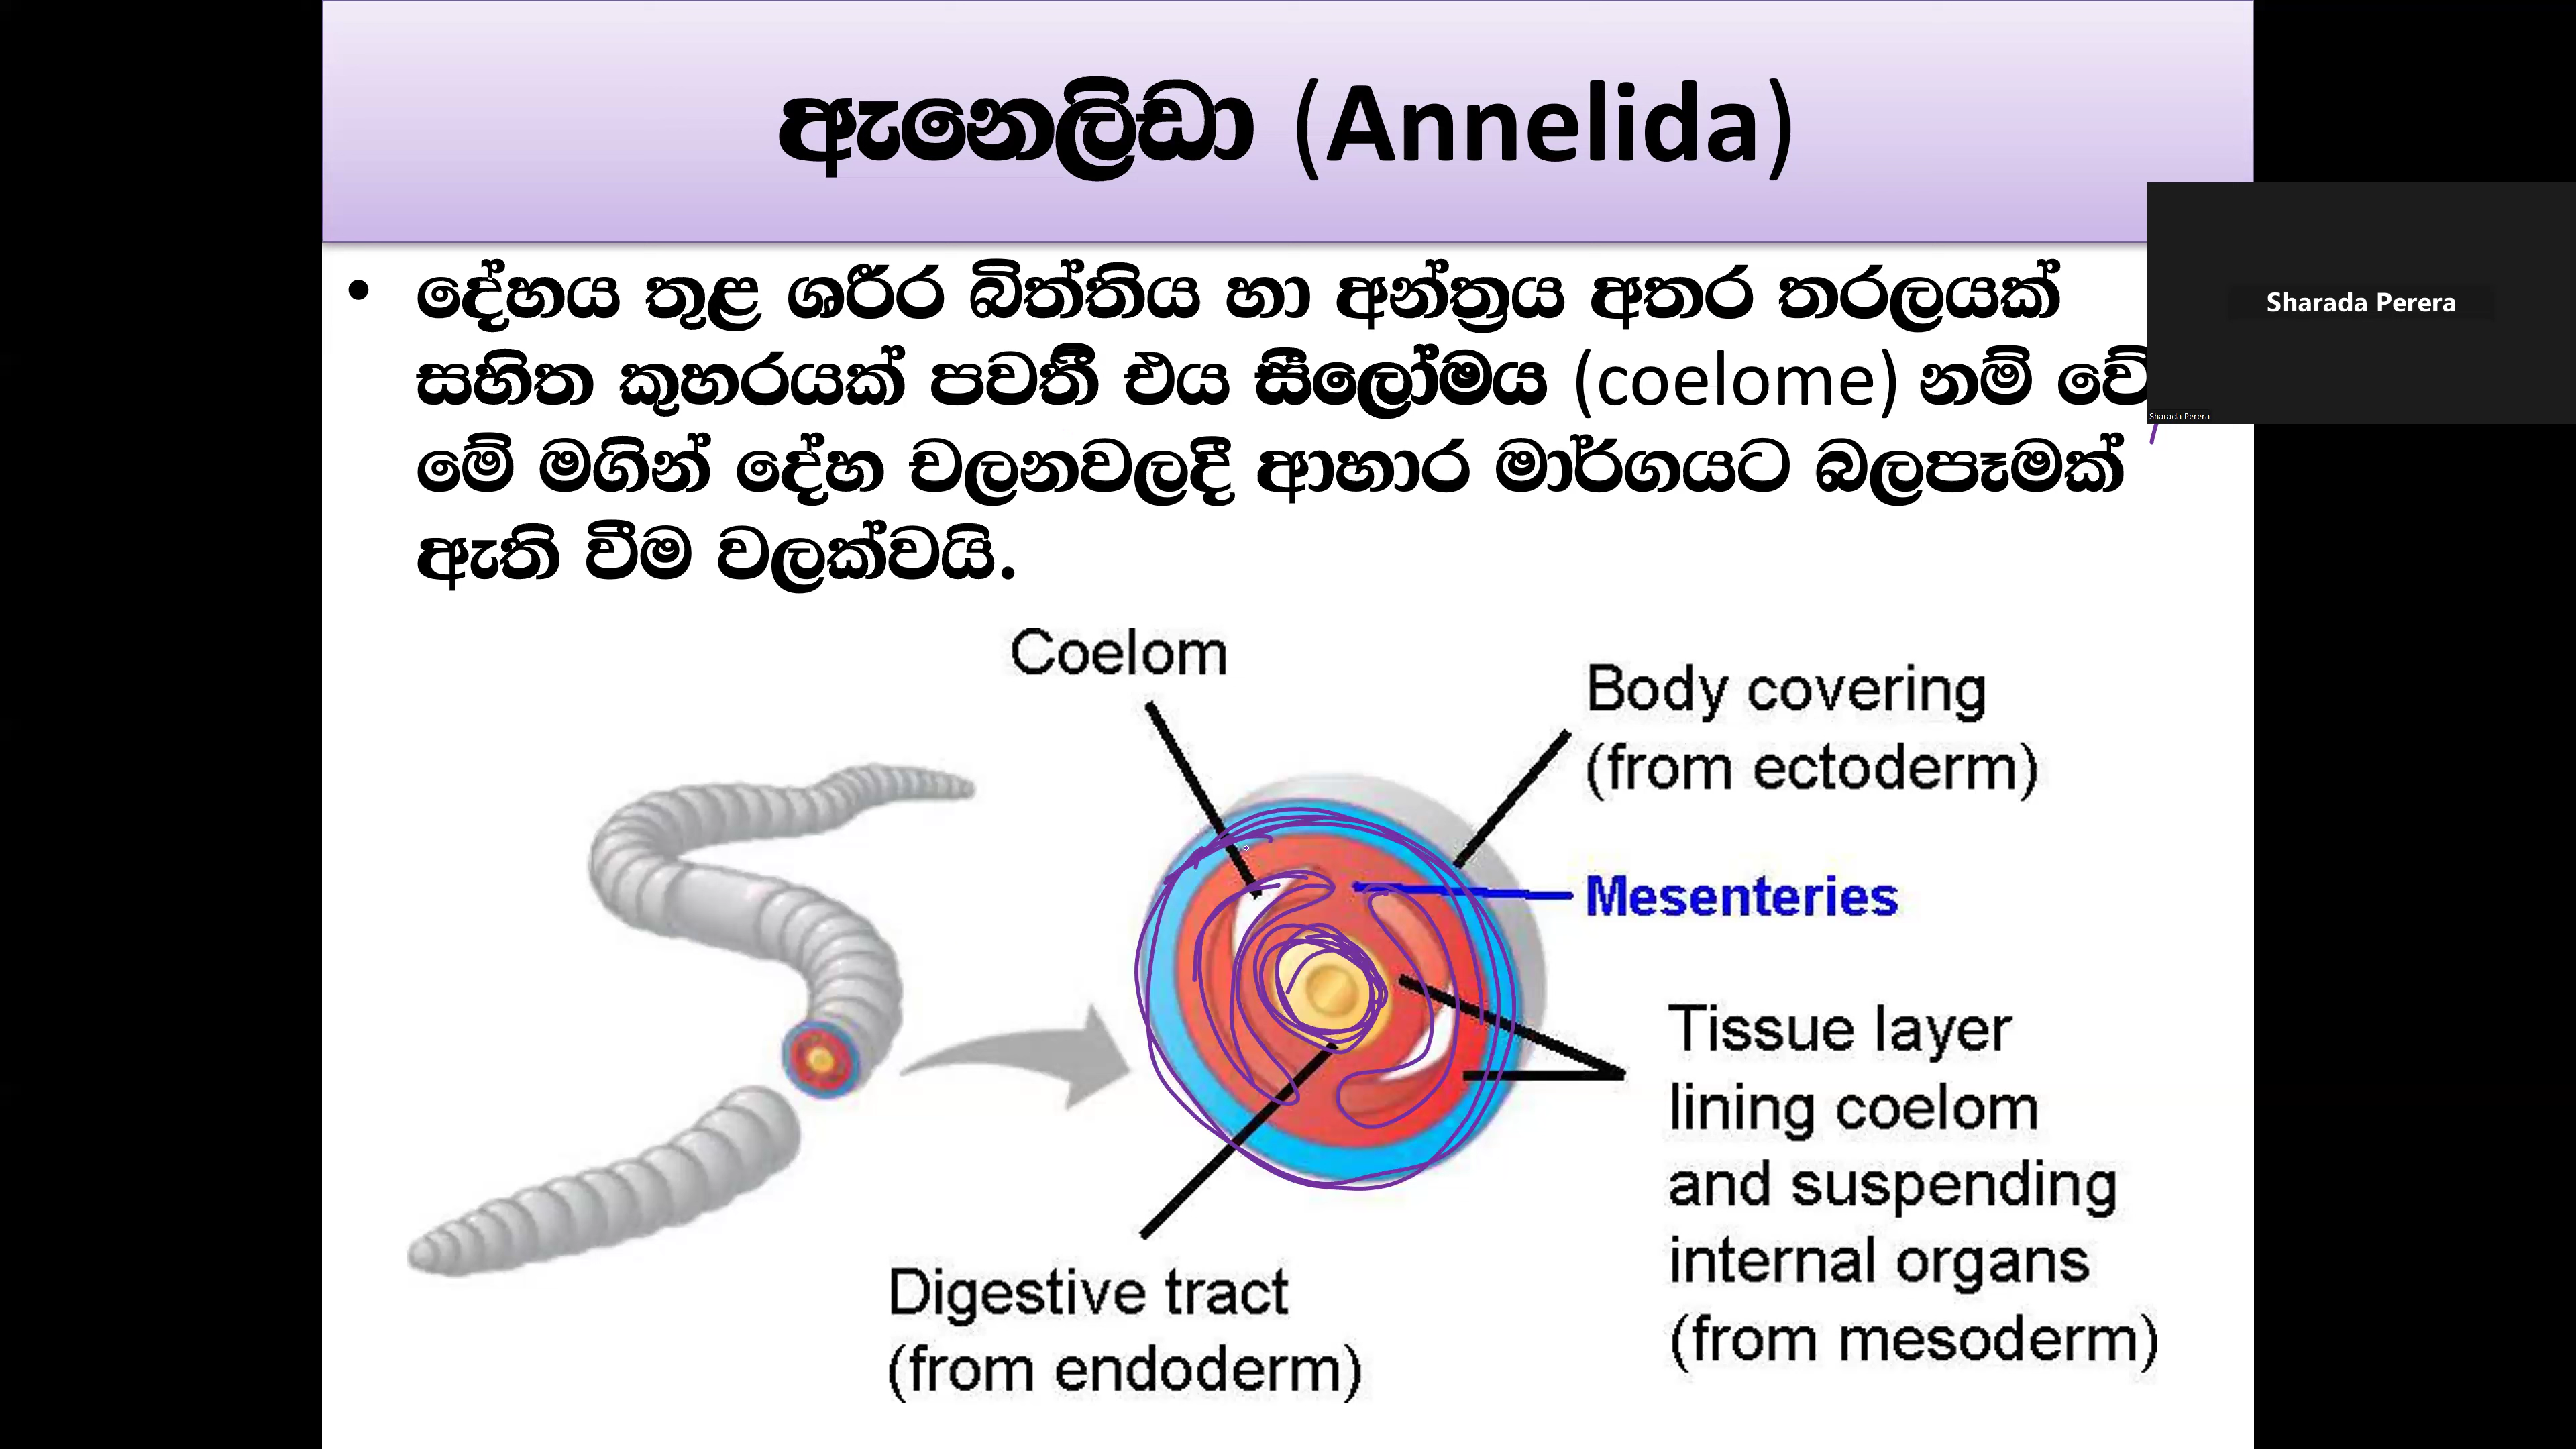 ඇනෙලිඩා (Annelida)
• දේහය තුළ ශරීර බිත්තිය හා අන්ත්‍රය අතර තරලයක්
සහිත කුහරයක් පවතී එය සීලෝමය (coelome) නම් වේ
මේ මගින් දේහ චලනවලදී ආහාර මාර්ගයට බලපෑමක්
ඇති වීම වලක්වයි.
Sharada Perera
Sharada Perera
Coelom
Body covering
(from ectoderm)
Mesenteries
Tissue layer
lining coelom
and suspending
internal organs
(from mesoderm)
Digestive tract
(from endoderm)